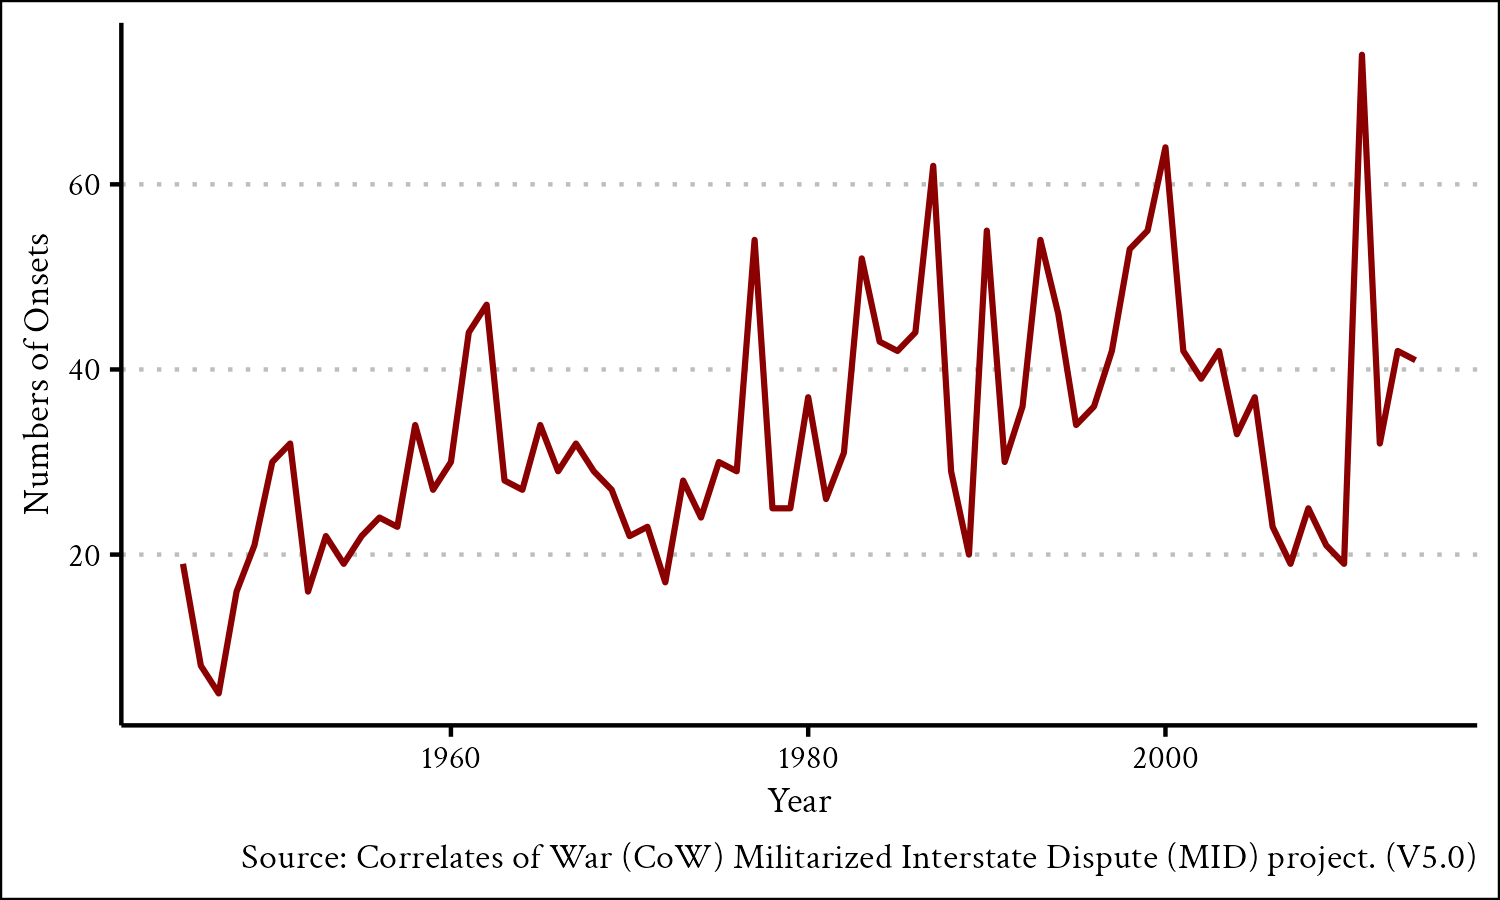 60
40
20
Numbers of Onsets
1960 1980 2000
Year
Source: Correlates of War (CoW) Militarized Interstate Dispute (MID) project. (V5.0)